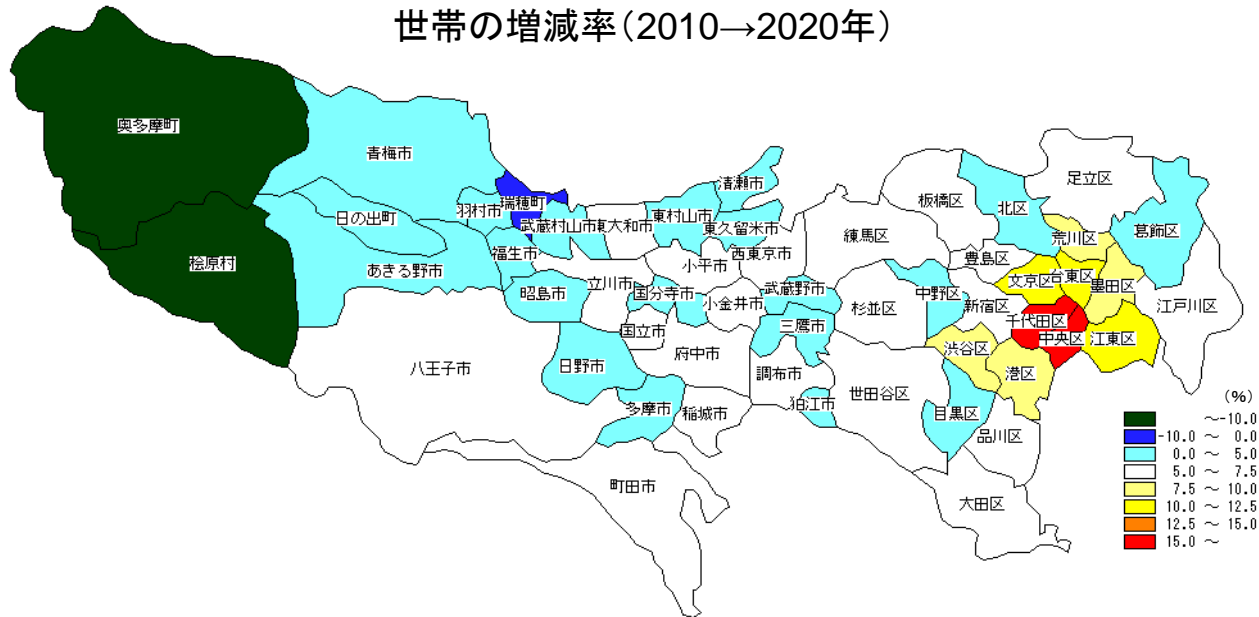 世帯の増減率（2010→2020年）
奥多摩町
青梅市
清瀬市
足立区
板橋区
北区
羽村市
瑞穂町
日の出町
武蔵村山市
東大和市
東村山市
東久留米市
荒川区
葛飾区
練馬区
桧原村
あきる野市
福生市
小平市
西東京市
豊島区
文京区
台東区
墨田区
昭島市
立川市
国分寺市
小金井市
武蔵野市
杉並区
中野区
新宿区
江戸川区
国立市
三鷹市
千代田区
中央区
江東区
八王子市
日野市
府中市
調布市
渋谷区
港区
多摩市
稲城市
狛江市
世田谷区
目黒区
品川区
町田市
大田区
(%)
～-10.0
-10.0 ～ 0.0
0.0 ～ 5.0
5.0 ～ 7.5
7.5 ～ 10.0
10.0 ～ 12.5
12.5 ～ 15.0
15.0 ～